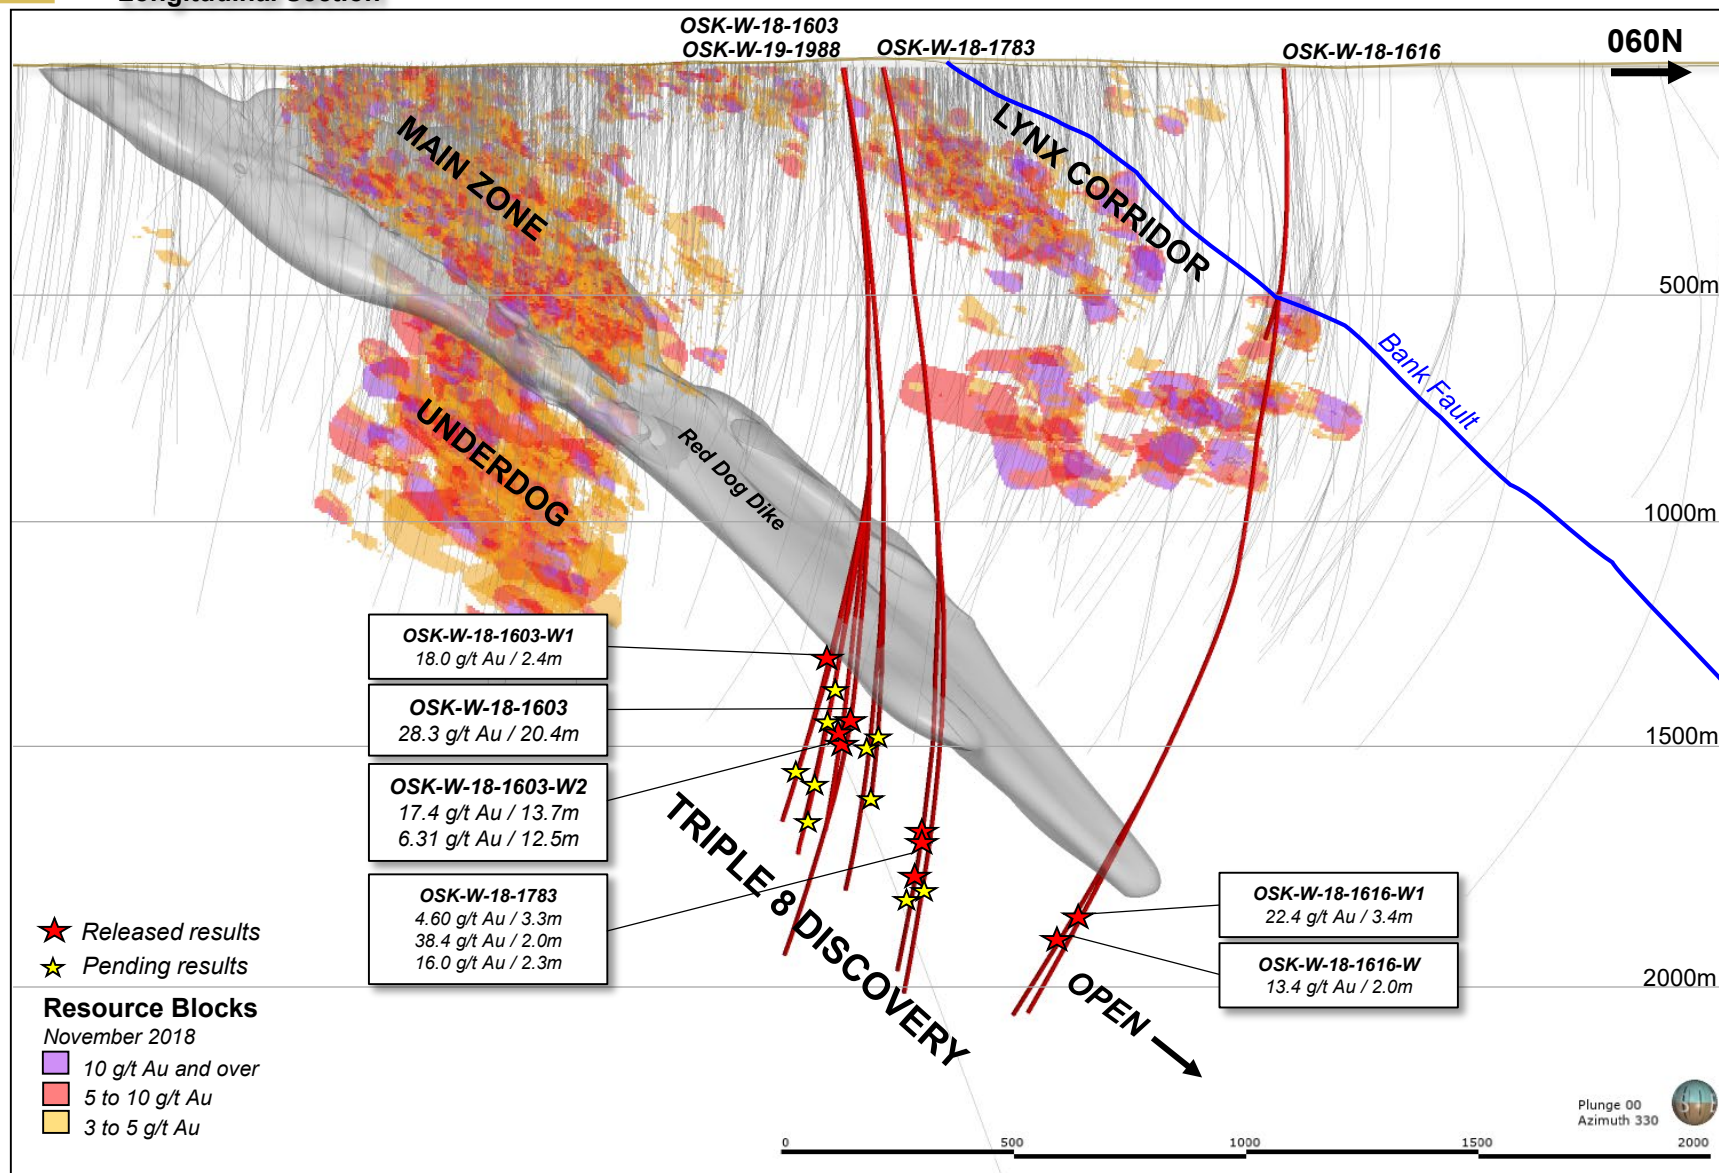 Longitudinal Section
OSK-W-18-1603
OSK-W-19-1988
OSK-W-18-1783
OSK-W-18-1616
060N
MAIN ZONE
LYNX CORRIDOR
500m
Bank Fault
UNDERDOG
Red Dog Dike
1000m
OSK-W-18-1603-W1
18.0 g/t Au / 2.4m
OSK-W-18-1603
28.3 g/t Au / 20.4m
1500m
OSK-W-18-1603-W2
17.4 g/t Au / 13.7m
6.31 g/t Au / 12.5m
TRIPLE 8 DISCOVERY
OSK-W-18-1783
4.60 g/t Au / 3.3m
38.4 g/t Au / 2.0m
16.0 g/t Au / 2.3m
OSK-W-18-1616-W1
22.4 g/t Au / 3.4m
OSK-W-18-1616-W
13.4 g/t Au / 2.0m
2000m
OPEN
Released results
Pending results
Resource Blocks
November 2018
10 g/t Au and over
5 to 10 g/t Au
3 to 5 g/t Au
Plunge 00
Azimuth 330
0 500 1000 1500 2000